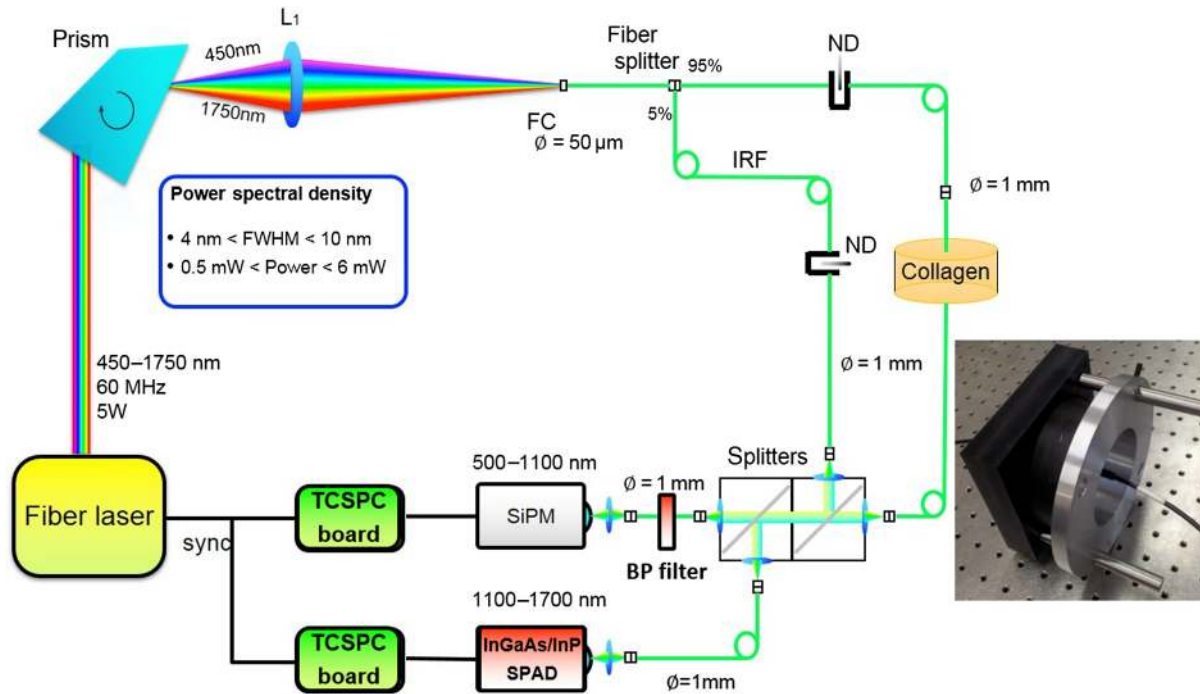 L₁
Prism
450nm
1750nm
Fiber
splitter
95%
5%
ND
FC
Ø = 50 µm
IRF
Ø = 1 mm
ND
Collagen
Power spectral density
• 4 nm < FWHM < 10 nm
• 0.5 mW < Power < 6 mW
450–1750 nm
60 MHz
5W
Ø = 1 mm
Fiber laser
sync
TCSPC
board
500–1100 nm
SiPM
Ø = 1 mm
BP filter
Splitters
TCSPC
board
1100–1700 nm
InGaAs/InP
SPAD
Ø=1mm